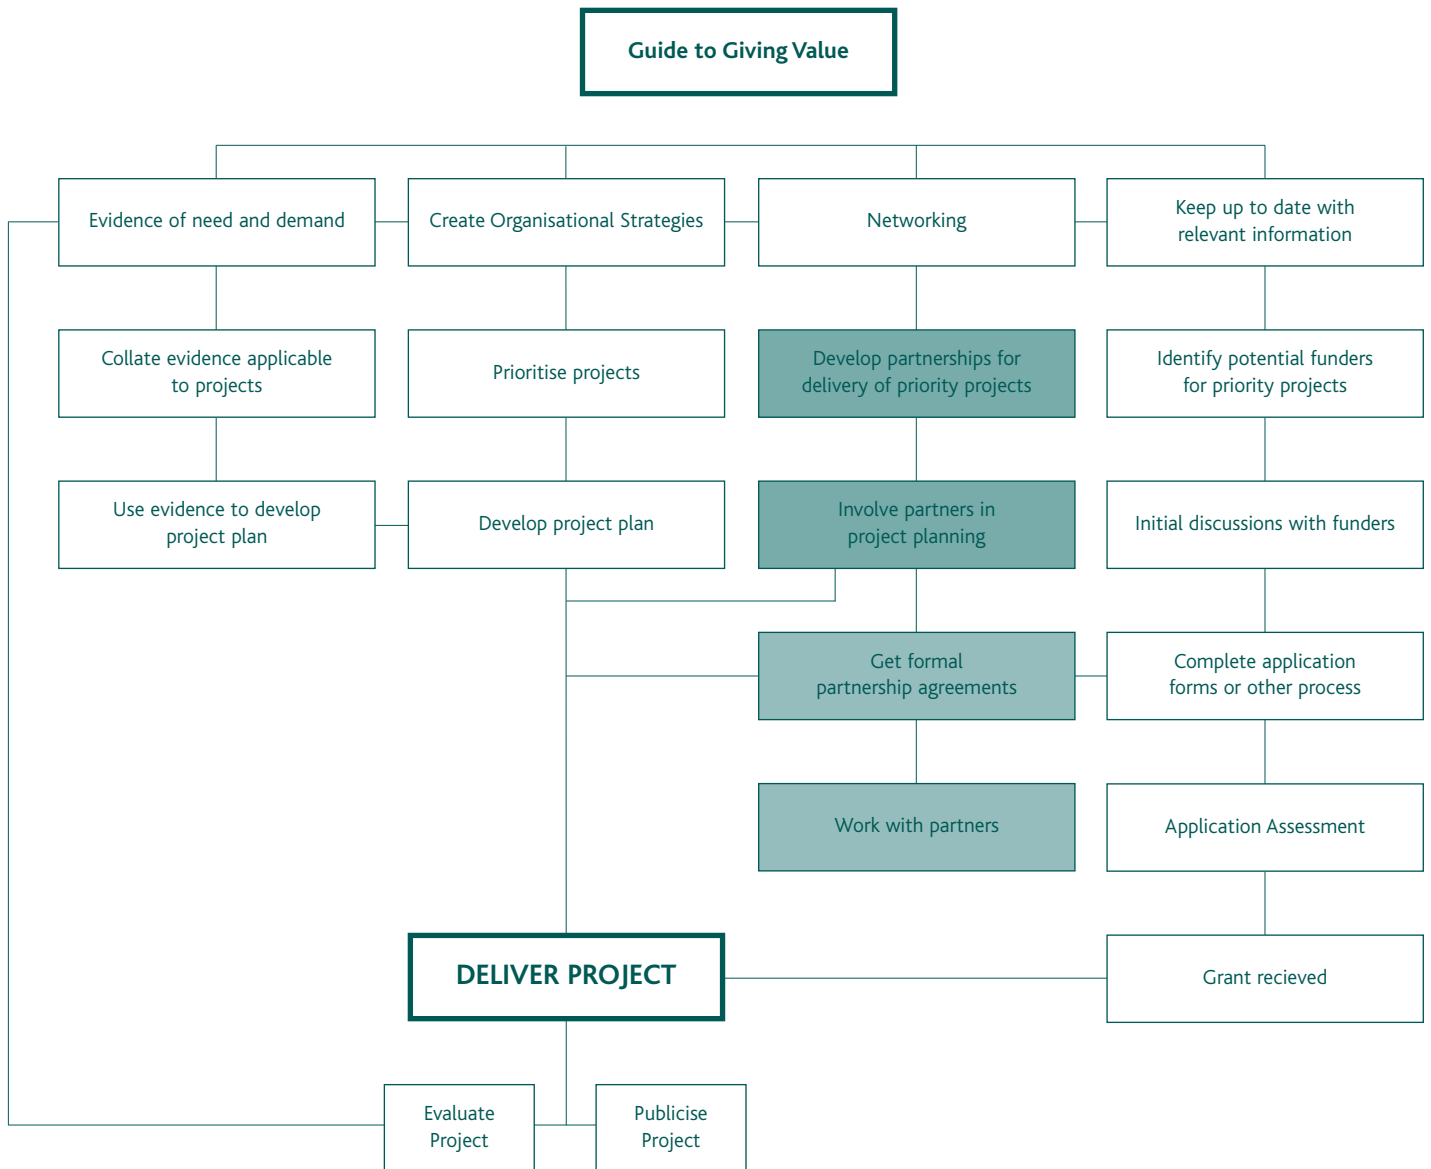 Guide to Giving Value
Evidence of need and demand
Create Organisational Strategies
Networking
Keep up to date with
relevant information
Collate evidence applicable
to projects
Prioritise projects
Develop partnerships for
delivery of priority projects
Identify potential funders
for priority projects
Use evidence to develop
project plan
Develop project plan
Involve partners in
project planning
Initial discussions with funders
Get formal
partnership agreements
Complete application
forms or other process
Work with partners
Application Assessment
DELIVER PROJECT
Grant recieved
Evaluate
Project
Publicise
Project